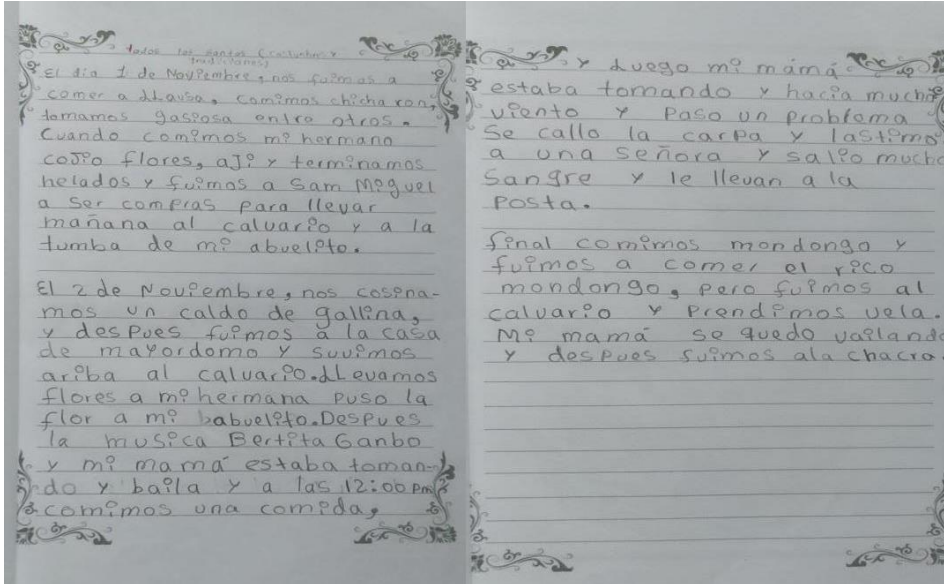 todos los santos (costumbres y
tradiciones)
El dia 1 de Noviembre, nos fuimos a
comer a LLausa, comimos chicharon,
tomamos gasiosa entro otros.
Cuando comimos mi hermano
cojio flores, aji y terminamos
helados y fuimos a Sam Miguel
a ser compras para llevar
mañana al calvario y a la
tumba de mi abuelito.
El 2 de Noviembre, nos cosina-
mos un caldo de gallina,
y despues fuimos a la casa
de mayordomo y suvimos
ariba al calvario. LLevamos
flores a mi hermana puso la
flor a mi babuelito. Despues
la musica Bertita Ganbo
y mi mamá estaba toman-
do y baila y a las 12:00 pm
comimos una comida,
y Luego mi mamá
estaba tomando y hacia mucho
viento y Paso un problema
Se callo la carpa y lastimo
a una señora y salio mucho
Sangre y le llevan a la
Posta.
final comimos mondongo y
fuimos a comer el rico
mondongo, pero fuimos al
calvario y Prendimos vela.
Mi mamá se quedo vailando
y despues fuimos ala chacra.